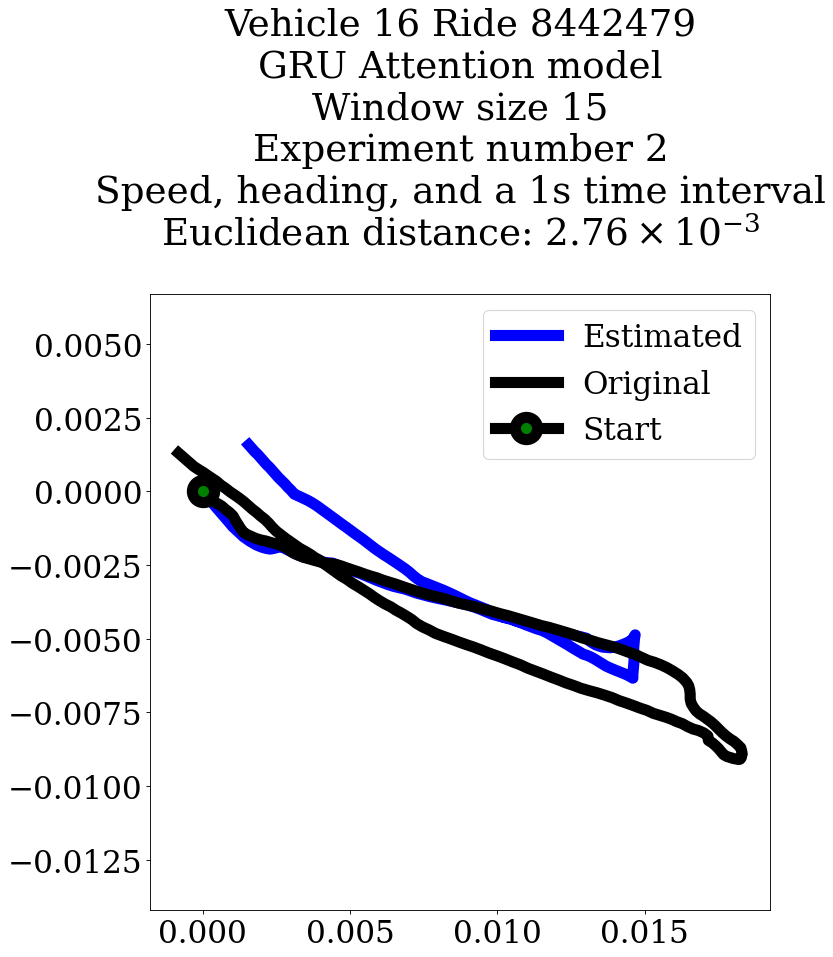 Vehicle 16 Ride 8442479
GRU Attention model
Window size 15
Experiment number 2
Speed, heading, and a 1s time interval
Euclidean distance: 2.76 × 10⁻³
Estimated
Original
Start
0.0050
0.0025
0.0000
−0.0025
−0.0050
−0.0075
−0.0100
−0.0125
0.000 0.005 0.010 0.015